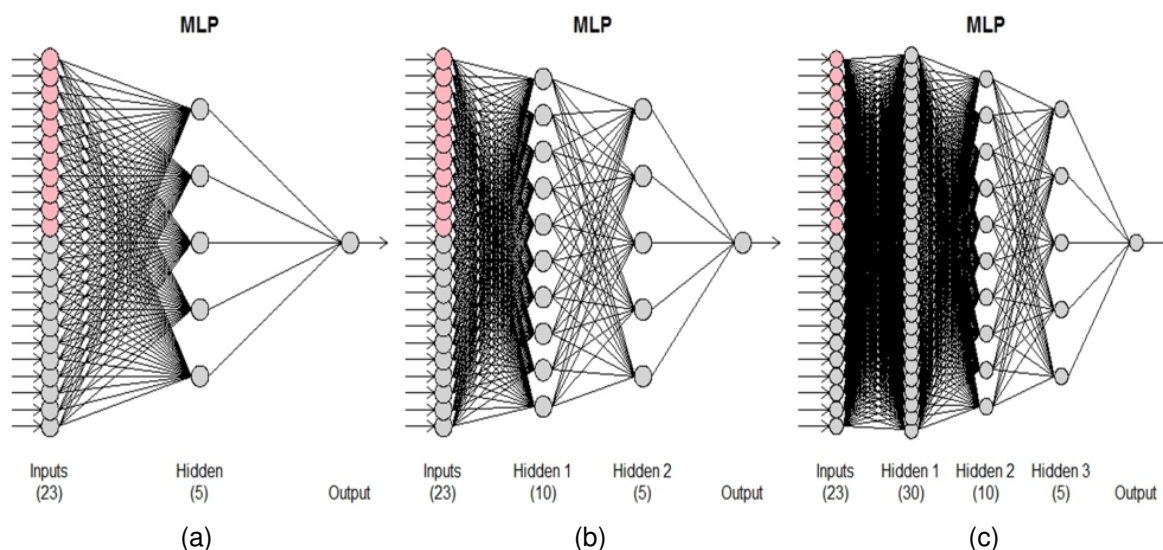 MLP MLP MLP
Inputs Hidden Inputs Hidden 1 Hidden 2 Inputs Hidden 1 Hidden 2 Hidden 3
(23) (5) Output (23) (10) (5) Output (23) (30) (10) (5) Output
(a) (b) (c)